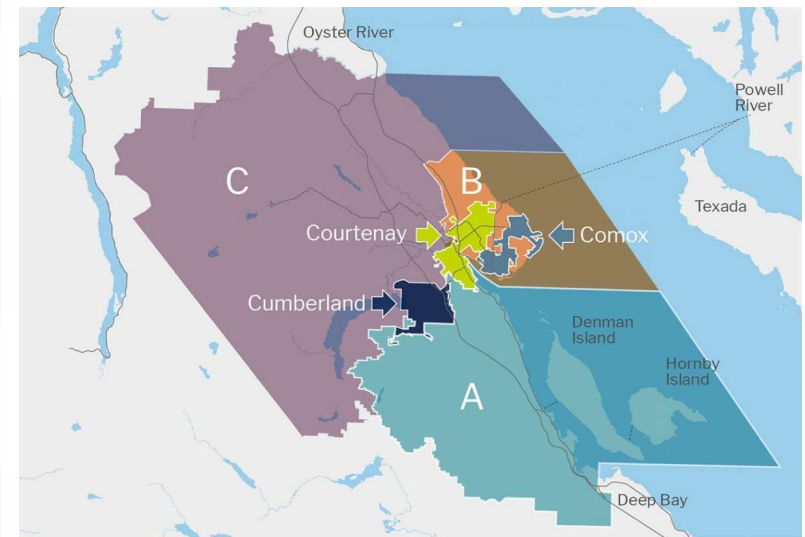 Oyster River
Powell
River
C
B
Texada
Courtenay
Comox
Cumberland
Denman
Island
Hornby
Island
A
Deep Bay